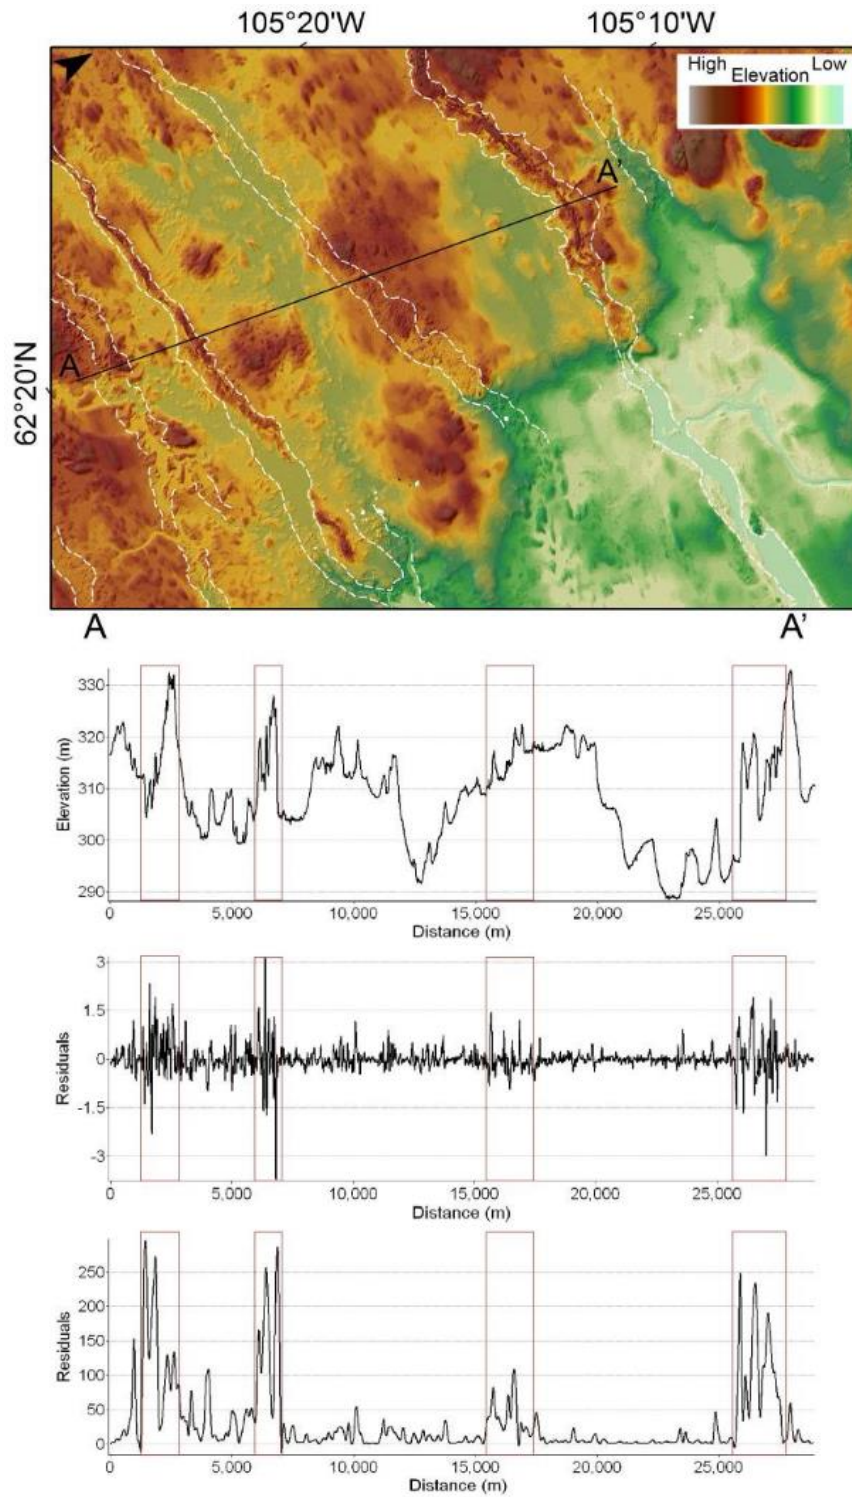 105°20'W 105°10'W
High Low
Elevation
A'
62°20'N
A
A A'
330
320
310
300
290
Elevation (m)
0 5,000 10,000 15,000 20,000 25,000
Distance (m)
3
1.5
0
-1.5
-3
Residuals
0 5,000 10,000 15,000 20,000 25,000
Distance (m)
250
200
150
100
50
0
Residuals
0 5,000 10,000 15,000 20,000 25,000
Distance (m)